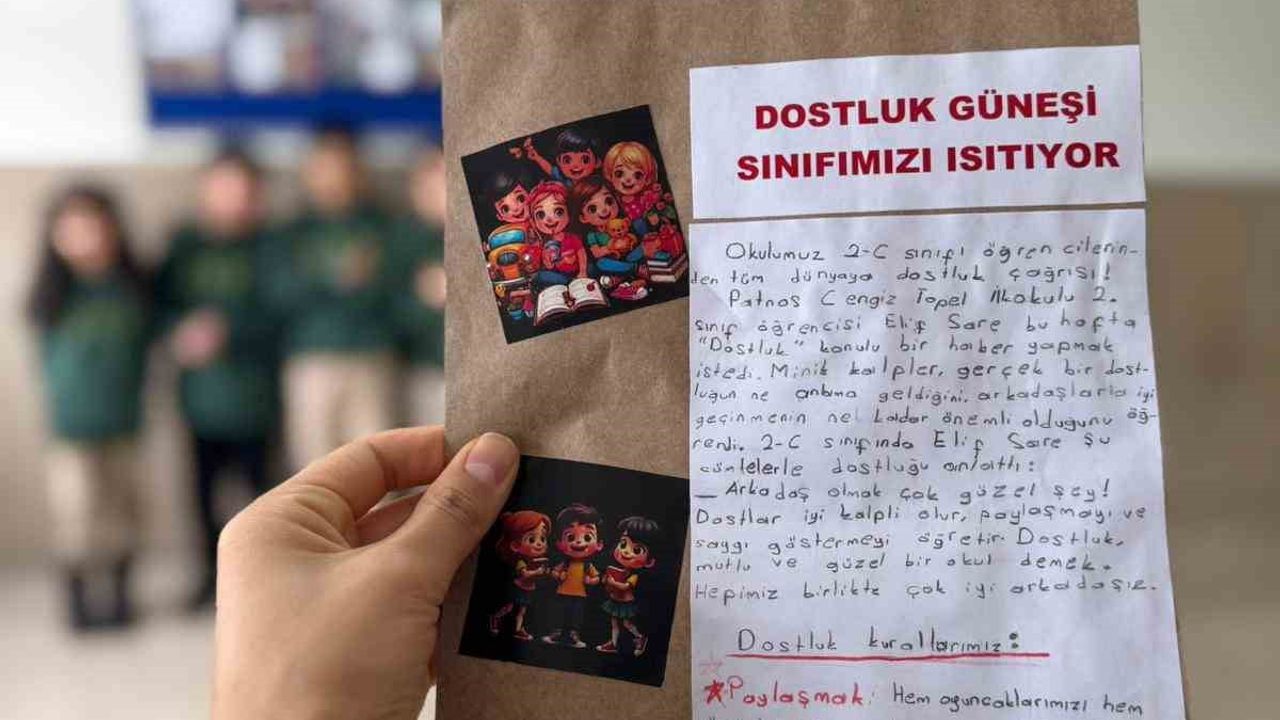 DOSTLUK GÜNEŞİ
SINIFIMIZI ISITIYOR
Okulumuz 2-C sınıfı öğren cilerin-
den tüm dünyaya dostluk çağrısı!
Patnos Cengiz Topel İlkokulu 2.
sınıf öğrencisi Elif Sare bu hafta
"Dostluk" konulu bir haber yapmak
istedi. Minik kalpler, gerçek bir dost-
luğun ne anlama geldiğini, arkadaşlarla iyi
geçinmenin ne kadar önemli olduğunu öğ-
rendi. 2-C sınıfında Elif Sare şu
cümlelerle dostluğu anlattı:
— Arkadaş olmak çok güzel şey!
Dostlar iyi kalpli olur, paylaşmayı ve
saygı göstermeyi öğretir. Dostluk,
mutlu ve güzel bir okul demek.
Hepimiz birlikte çok iyi arkadaşız.
Dostluk kurallarımız:
Paylaşmak: Hem oyuncaklarımızı hem